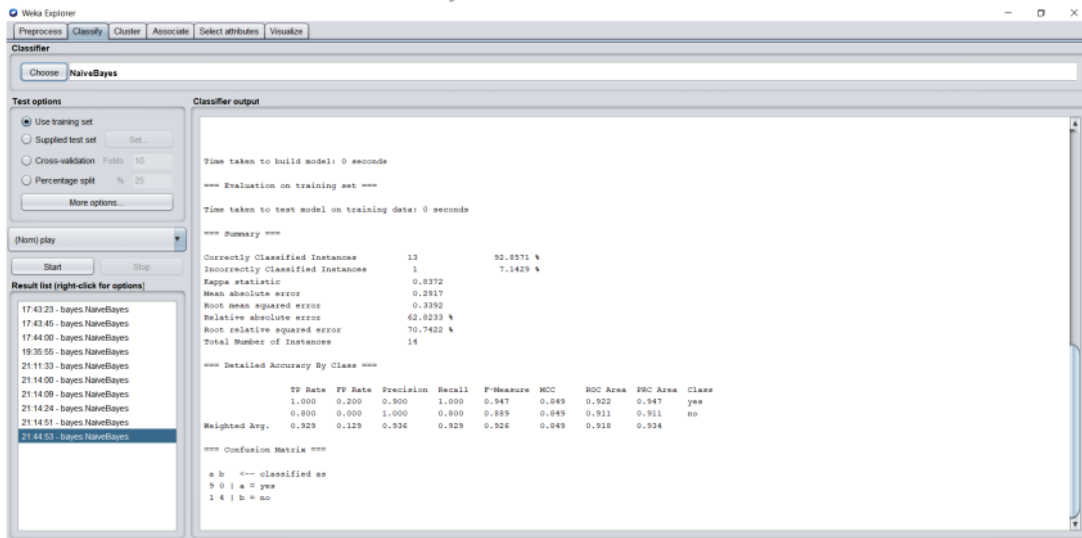 Weka Explorer
Preprocess Classify Cluster Associate Select attributes Visualize
Classifier
Choose NaiveBayes
Test options
Use training set
Supplied test set Set...
Cross-validation Folds 10
Percentage split % 25
More options...
(Nom) play
Start Stop
Result list (right-click for options)
17:43:23 - bayes.NaiveBayes
17:43:45 - bayes.NaiveBayes
17:44:00 - bayes.NaiveBayes
19:35:55 - bayes.NaiveBayes
21:11:33 - bayes.NaiveBayes
21:14:00 - bayes.NaiveBayes
21:14:09 - bayes.NaiveBayes
21:14:24 - bayes.NaiveBayes
21:14:51 - bayes.NaiveBayes
21:44:53 - bayes.NaiveBayes
Classifier output
Time taken to build model: 0 seconds
=== Evaluation on training set ===
Time taken to test model on training data: 0 seconds
=== Summary ===
Correctly Classified Instances 13 92.8571 %
Incorrectly Classified Instances 1 7.1429 %
Kappa statistic 0.8372
Mean absolute error 0.2917
Root mean squared error 0.3392
Relative absolute error 62.8233 %
Root relative squared error 70.7422 %
Total Number of Instances 14
=== Detailed Accuracy By Class ===
TP Rate FP Rate Precision Recall F-Measure MCC ROC Area PRC Area Class
1.000 0.200 0.900 1.000 0.947 0.849 0.922 0.947 yes
0.800 0.000 1.000 0.800 0.889 0.849 0.911 0.911 no
Weighted Avg. 0.929 0.129 0.936 0.929 0.926 0.849 0.918 0.934
=== Confusion Matrix ===
a b <-- classified as
9 0 | a = yes
1 4 | b = no